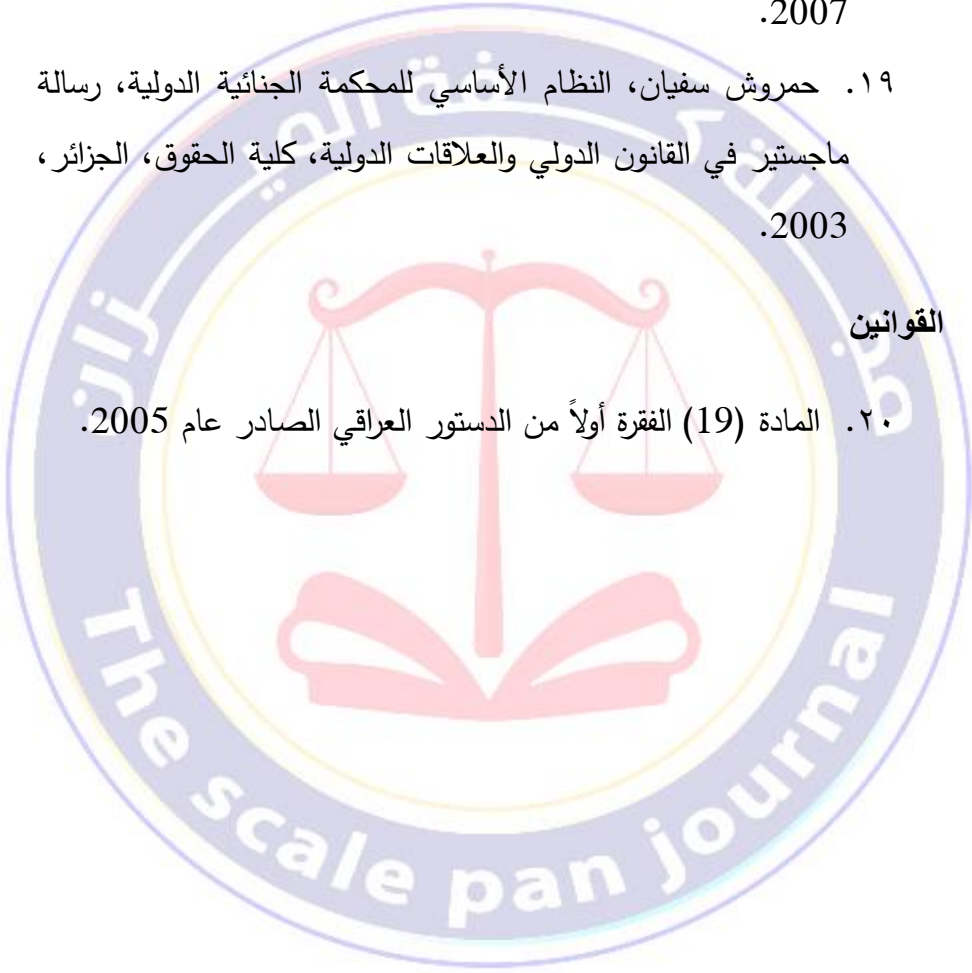 2007.
١٩. حمروش سفيان، النظام الأساسي للمحكمة الجنائية الدولية، رسالة
ماجستير في القانون الدولي والعلاقات الدولية، كلية الحقوق، الجزائر،
2003.
القوانين
٢٠. المادة (19) الفقرة أولاً من الدستور العراقي الصادر عام 2005.
The scale pan journal